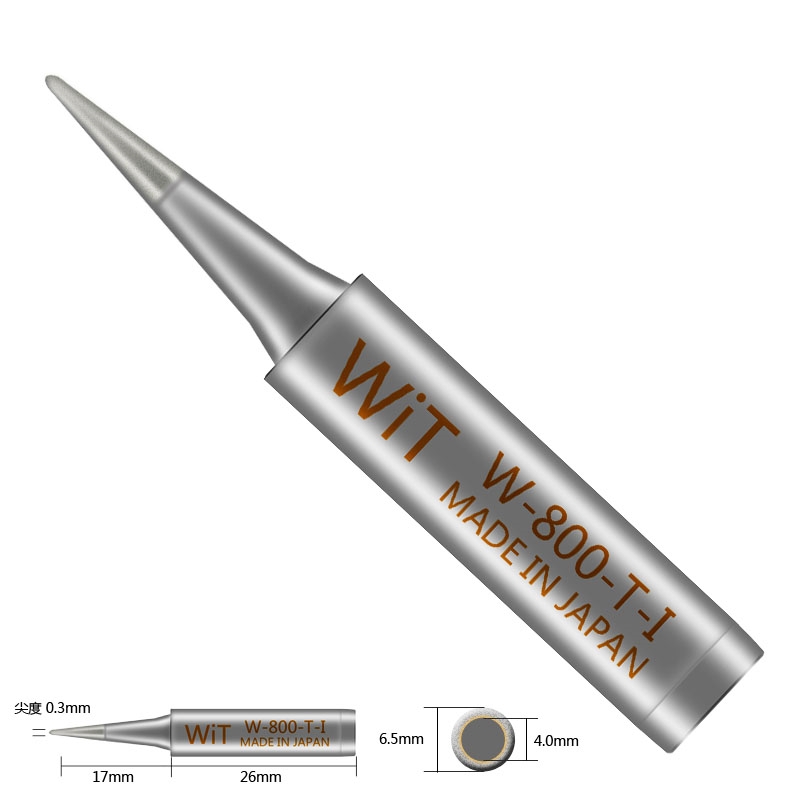 WiT
W-800-T-I
MADE IN JAPAN
尖度 0.3mm
WiT
W-800-T-I
MADE IN JAPAN
17mm
26mm
6.5mm
4.0mm